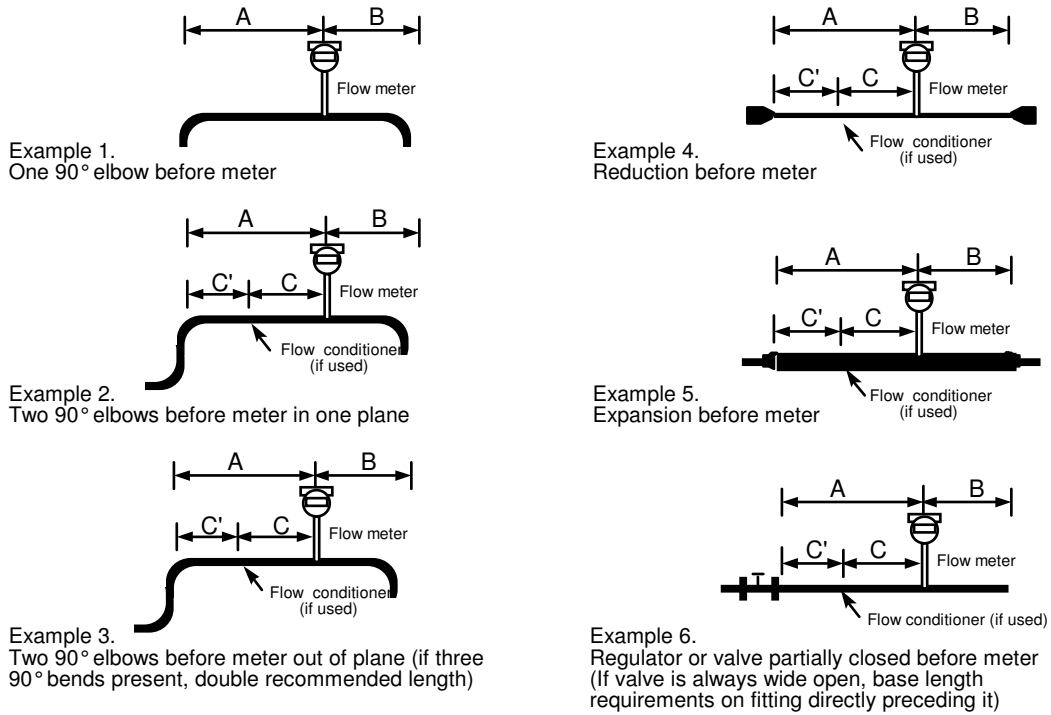 A
B
Flow meter
Example 1.
One 90° elbow before meter
A
B
C'
C
Flow meter
Flow conditioner
(if used)
Example 2.
Two 90° elbows before meter in one plane
A
B
C'
C
Flow meter
Flow conditioner
(if used)
Example 3.
Two 90° elbows before meter out of plane (if three
90° bends present, double recommended length)
A
B
C'
C
Flow meter
Flow conditioner
(if used)
Example 4.
Reduction before meter
A
B
C'
C
Flow meter
Flow conditioner
(if used)
Example 5.
Expansion before meter
A
B
C'
C
Flow meter
Flow conditioner (if used)
Example 6.
Regulator or valve partially closed before meter
(If valve is always wide open, base length
requirements on fitting directly preceding it)